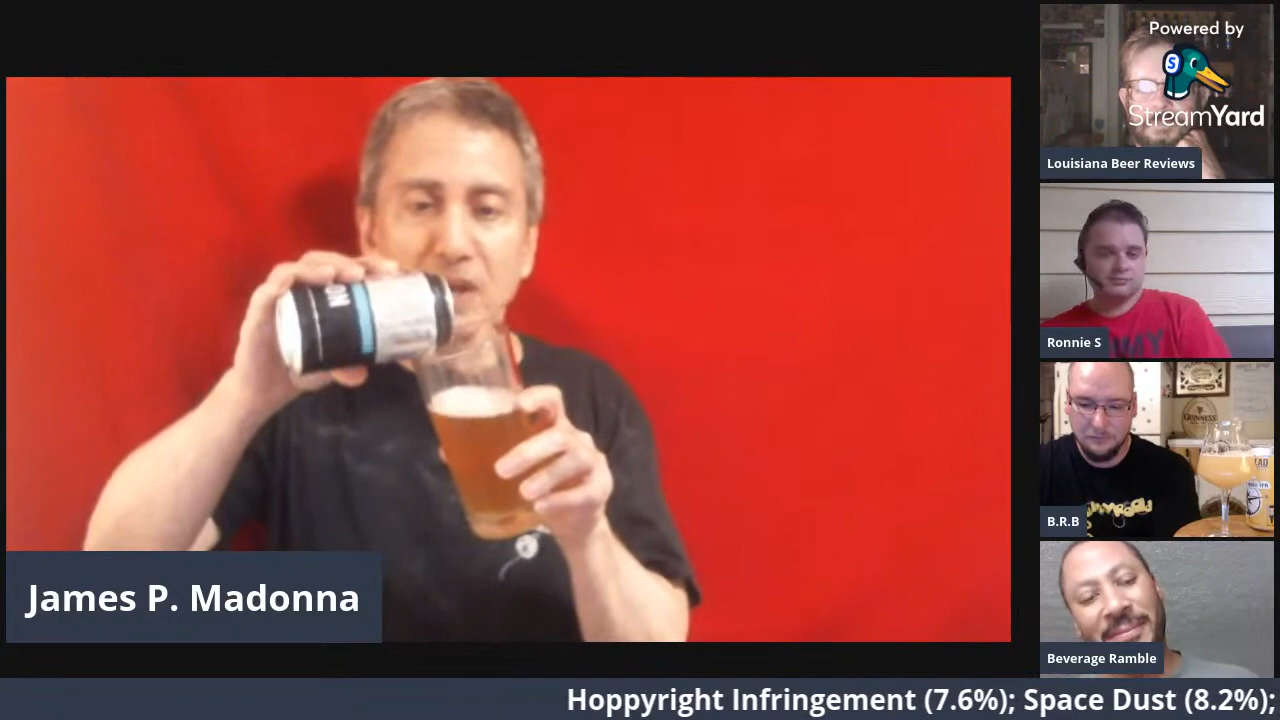 Powered by
StreamYard
Louisiana Beer Reviews
Ronnie S
GUINNESS
B.R.B
Beverage Ramble
James P. Madonna
Hoppyright Infringement (7.6%); Space Dust (8.2%);